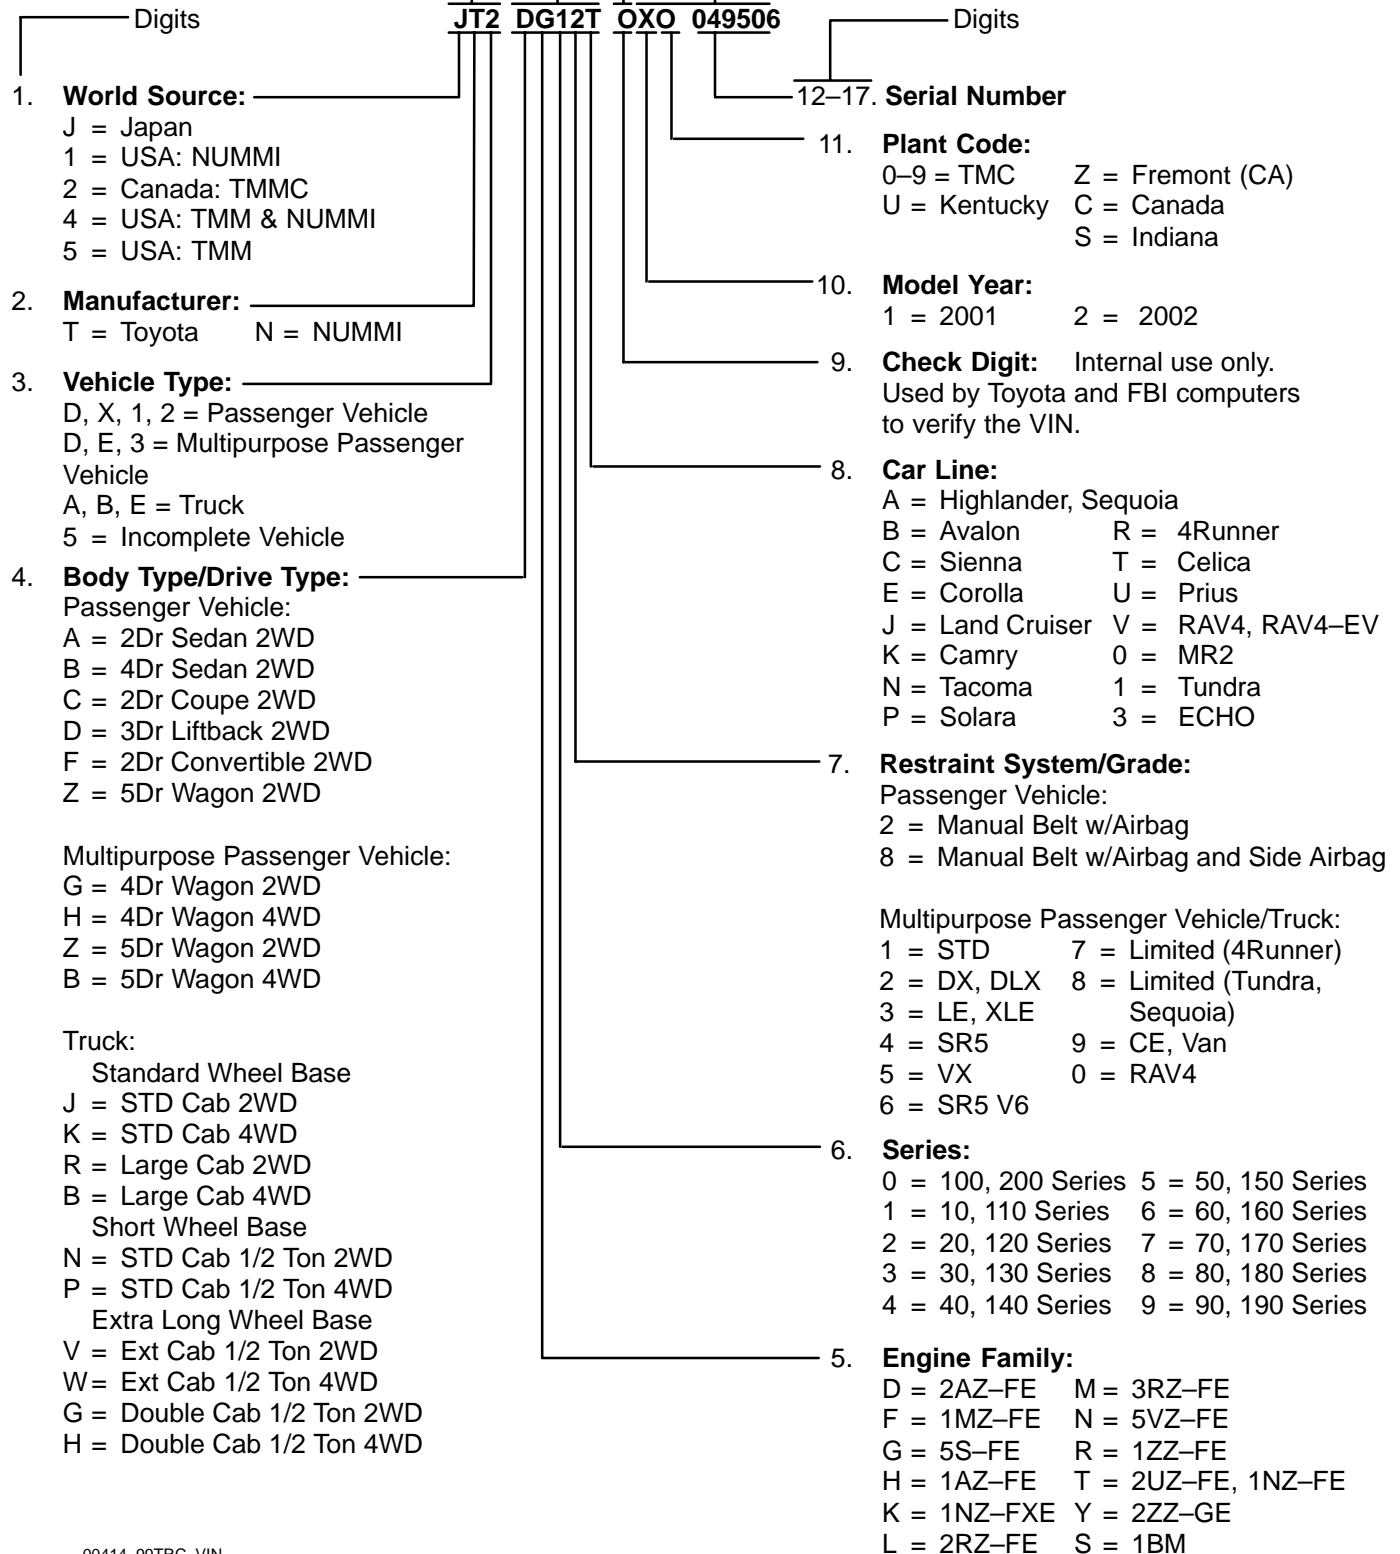 Digits JT2 DG12T OXO 049506 Digits
1. World Source:
J = Japan
1 = USA: NUMMI
2 = Canada: TMMC
4 = USA: TMM & NUMMI
5 = USA: TMM
2. Manufacturer:
T = Toyota N = NUMMI
3. Vehicle Type:
D, X, 1, 2 = Passenger Vehicle
D, E, 3 = Multipurpose Passenger
Vehicle
A, B, E = Truck
5 = Incomplete Vehicle
4. Body Type/Drive Type:
Passenger Vehicle:
A = 2Dr Sedan 2WD
B = 4Dr Sedan 2WD
C = 2Dr Coupe 2WD
D = 3Dr Liftback 2WD
F = 2Dr Convertible 2WD
Z = 5Dr Wagon 2WD
Multipurpose Passenger Vehicle:
G = 4Dr Wagon 2WD
H = 4Dr Wagon 4WD
Z = 5Dr Wagon 2WD
B = 5Dr Wagon 4WD
Truck:
Standard Wheel Base
J = STD Cab 2WD
K = STD Cab 4WD
R = Large Cab 2WD
B = Large Cab 4WD
Short Wheel Base
N = STD Cab 1/2 Ton 2WD
P = STD Cab 1/2 Ton 4WD
Extra Long Wheel Base
V = Ext Cab 1/2 Ton 2WD
W = Ext Cab 1/2 Ton 4WD
G = Double Cab 1/2 Ton 2WD
H = Double Cab 1/2 Ton 4WD
12–17. Serial Number
11. Plant Code:
0–9 = TMC Z = Fremont (CA)
U = Kentucky C = Canada
S = Indiana
10. Model Year:
1 = 2001 2 = 2002
9. Check Digit: Internal use only.
Used by Toyota and FBI computers
to verify the VIN.
8. Car Line:
A = Highlander, Sequoia
B = Avalon R = 4Runner
C = Sienna T = Celica
E = Corolla U = Prius
J = Land Cruiser V = RAV4, RAV4–EV
K = Camry 0 = MR2
N = Tacoma 1 = Tundra
P = Solara 3 = ECHO
7. Restraint System/Grade:
Passenger Vehicle:
2 = Manual Belt w/Airbag
8 = Manual Belt w/Airbag and Side Airbag
Multipurpose Passenger Vehicle/Truck:
1 = STD 7 = Limited (4Runner)
2 = DX, DLX 8 = Limited (Tundra,
3 = LE, XLE Sequoia)
4 = SR5 9 = CE, Van
5 = VX 0 = RAV4
6 = SR5 V6
6. Series:
0 = 100, 200 Series 5 = 50, 150 Series
1 = 10, 110 Series 6 = 60, 160 Series
2 = 20, 120 Series 7 = 70, 170 Series
3 = 30, 130 Series 8 = 80, 180 Series
4 = 40, 140 Series 9 = 90, 190 Series
5. Engine Family:
D = 2AZ–FE M = 3RZ–FE
F = 1MZ–FE N = 5VZ–FE
G = 5S–FE R = 1ZZ–FE
H = 1AZ–FE T = 2UZ–FE, 1NZ–FE
K = 1NZ–FXE Y = 2ZZ–GE
L = 2RZ–FE S = 1BM